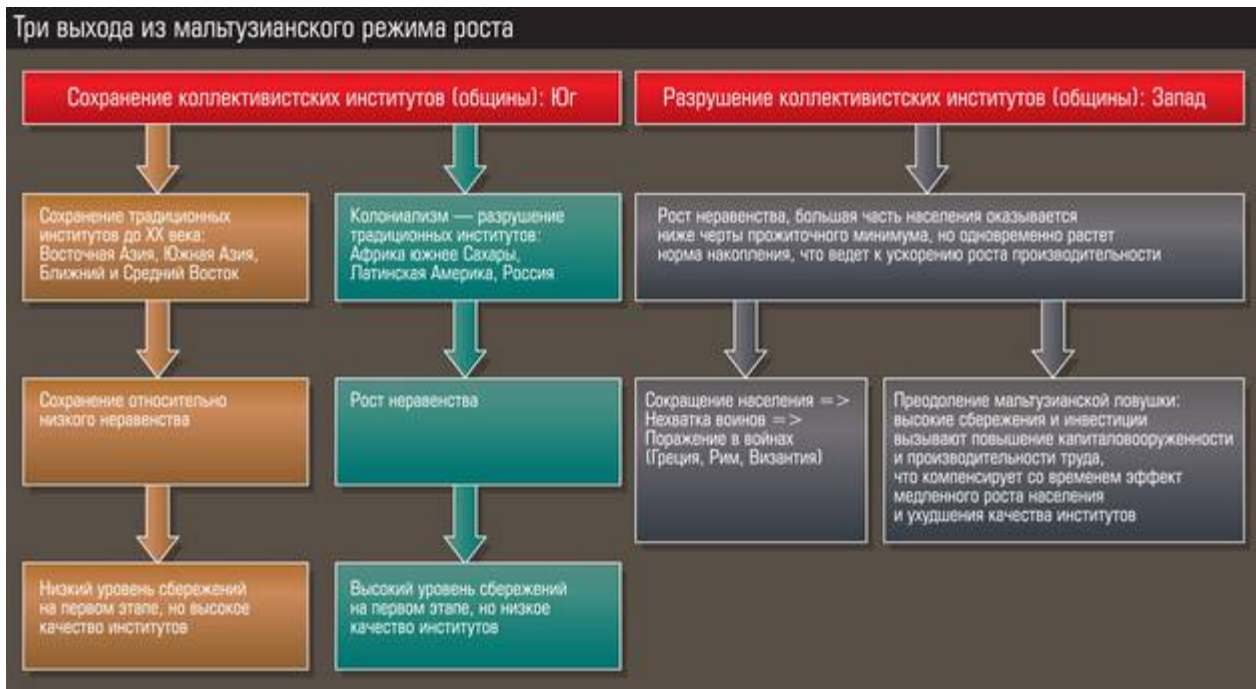 Три выхода из мальтузианского режима роста
Сохранение коллективистских институтов (общины): Юг
Разрушение коллективистских институтов (общины): Запад
Сохранение традиционных
институтов до XX века:
Восточная Азия, Южная Азия,
Ближний и Средний Восток
Колониализм — разрушение
традиционных институтов:
Африка южнее Сахары,
Латинская Америка, Россия
Рост неравенства, большая часть населения оказывается
ниже черты прожиточного минимума, но одновременно растет
норма накопления, что ведет к ускорению роста производительности
Сохранение относительно
низкого неравенства
Рост неравенства
Сокращение населения =>
Нехватка воинов =>
Поражение в войнах
(Греция, Рим, Византия)
Преодоление мальтузианской ловушки:
высокие сбережения и инвестиции
вызывают повышение капиталовооруженности
и производительности труда,
что компенсирует со временем эффект
медленного роста населения
и ухудшения качества институтов
Низкий уровень сбережений
на первом этапе, но высокое
качество институтов
Высокий уровень сбережений
на первом этапе, но низкое
качество институтов